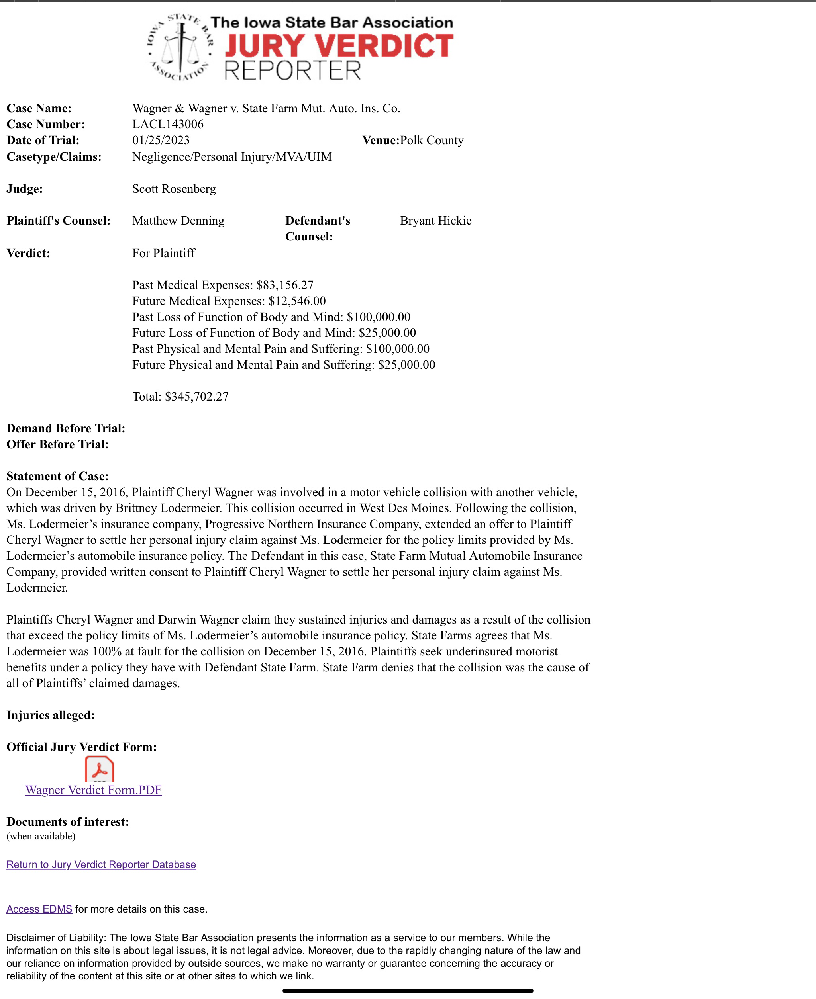 IOWA STATE BAR ASSOCIATION
The Iowa State Bar Association
JURY VERDICT
REPORTER
Case Name: Wagner & Wagner v. State Farm Mut. Auto. Ins. Co.
Case Number: LACL143006
Date of Trial: 01/25/2023 Venue:Polk County
Casetype/Claims: Negligence/Personal Injury/MVA/UIM
Judge: Scott Rosenberg
Plaintiff's Counsel: Matthew Denning Defendant's Counsel: Bryant Hickie
Verdict: For Plaintiff
Past Medical Expenses: $83,156.27
Future Medical Expenses: $12,546.00
Past Loss of Function of Body and Mind: $100,000.00
Future Loss of Function of Body and Mind: $25,000.00
Past Physical and Mental Pain and Suffering: $100,000.00
Future Physical and Mental Pain and Suffering: $25,000.00
Total: $345,702.27
Demand Before Trial:
Offer Before Trial:
Statement of Case:
On December 15, 2016, Plaintiff Cheryl Wagner was involved in a motor vehicle collision with another vehicle,
which was driven by Brittney Lodermeier. This collision occurred in West Des Moines. Following the collision,
Ms. Lodermeier’s insurance company, Progressive Northern Insurance Company, extended an offer to Plaintiff
Cheryl Wagner to settle her personal injury claim against Ms. Lodermeier for the policy limits provided by Ms.
Lodermeier’s automobile insurance policy. The Defendant in this case, State Farm Mutual Automobile Insurance
Company, provided written consent to Plaintiff Cheryl Wagner to settle her personal injury claim against Ms.
Lodermeier.
Plaintiffs Cheryl Wagner and Darwin Wagner claim they sustained injuries and damages as a result of the collision
that exceed the policy limits of Ms. Lodermeier’s automobile insurance policy. State Farms agrees that Ms.
Lodermeier was 100% at fault for the collision on December 15, 2016. Plaintiffs seek underinsured motorist
benefits under a policy they have with Defendant State Farm. State Farm denies that the collision was the cause of
all of Plaintiffs’ claimed damages.
Injuries alleged:
Official Jury Verdict Form:
Wagner Verdict Form.PDF
Documents of interest:
(when available)
Return to Jury Verdict Reporter Database
Access EDMS for more details on this case.
Disclaimer of Liability: The Iowa State Bar Association presents the information as a service to our members. While the
information on this site is about legal issues, it is not legal advice. Moreover, due to the rapidly changing nature of the law and
our reliance on information provided by outside sources, we make no warranty or guarantee concerning the accuracy or
reliability of the content at this site or at other sites to which we link.